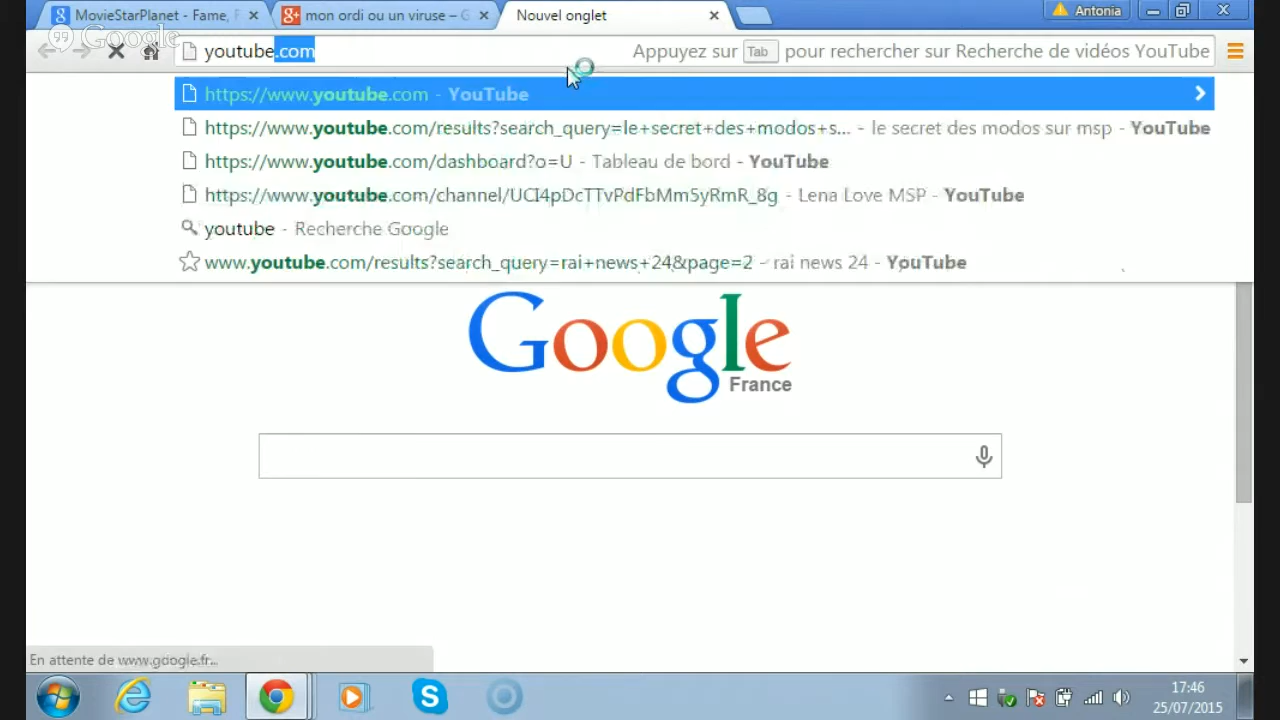 MovieStarPlanet - Fame, F
mon ordi ou un viruse – G
Nouvel onglet
Antonia
Google
youtube.com
Appuyez sur Tab pour rechercher sur Recherche de vidéos YouTube
https://www.youtube.com - YouTube
https://www.youtube.com/results?search_query=le+secret+des+modos+s... - le secret des modos sur msp - YouTube
https://www.youtube.com/dashboard?o=U - Tableau de bord - YouTube
https://www.youtube.com/channel/UCI4pDcTTvPdFbMm5yRmR_8g - Lena Love MSP - YouTube
youtube - Recherche Google
www.youtube.com/results?search_query=rai+news+24&page=2 - rai news 24 - YouTube
Google
France
En attente de www.google.fr...
17:46
25/07/2015